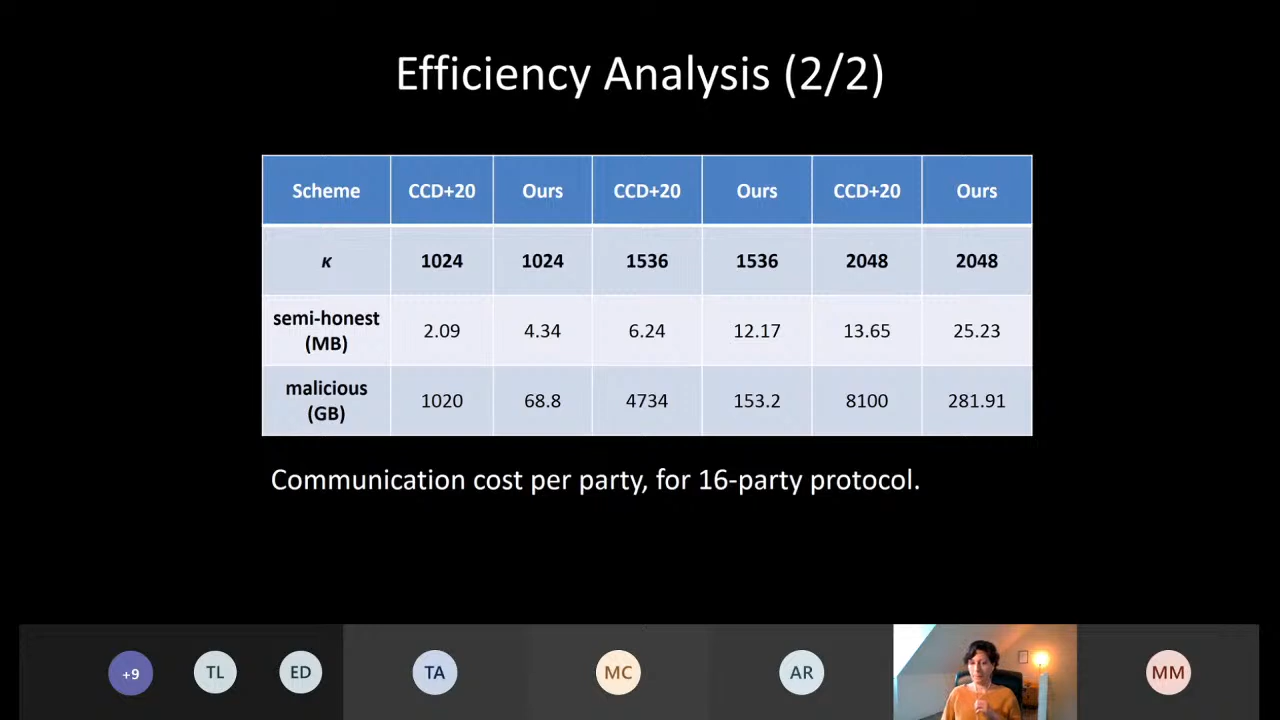 Efficiency Analysis (2/2)
Scheme CCD+20 Ours CCD+20 Ours CCD+20 Ours
κ 1024 1024 1536 1536 2048 2048
semi-honest
(MB) 2.09 4.34 6.24 12.17 13.65 25.23
malicious
(GB) 1020 68.8 4734 153.2 8100 281.91
Communication cost per party, for 16-party protocol.
+9 TL ED TA MC AR MM